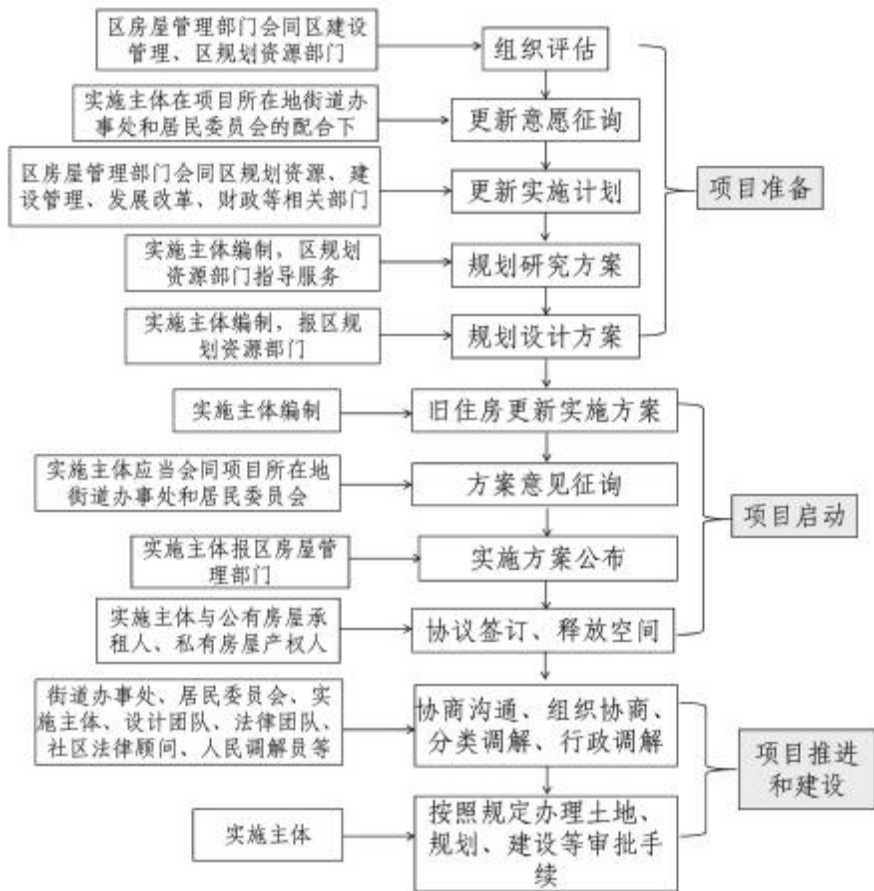 区房屋管理部门会同区建设
管理、区规划资源部门
组织评估
实施主体在项目所在地街道办
事处和居民委员会的配合下
更新意愿征询
区房屋管理部门会同区规划资源、建
设管理、发展改革、财政等相关部门
更新实施计划
项目准备
实施主体编制，区规划
资源部门指导服务
规划研究方案
实施主体编制，报区规
划资源部门
规划设计方案
实施主体编制
旧住房更新实施方案
实施主体应当会同项目所在地
街道办事处和居民委员会
方案意见征询
项目启动
实施主体报区房屋管
理部门
实施方案公布
实施主体与公有房屋承
租人、私有房屋产权人
协议签订、释放空间
街道办事处、居民委员会、实
施主体、设计团队、法律团队、
社区法律顾问、人民调解员等
协商沟通、组织协商、
分类调解、行政调解
项目推进
和建设
实施主体
按照规定办理土地、
规划、建设等审批手
续